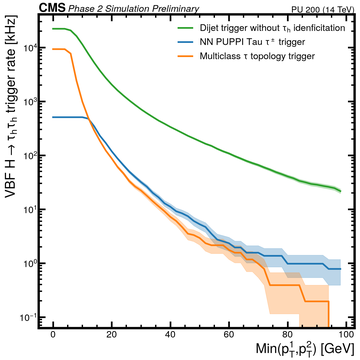 CMS Phase 2 Simulation Preliminary PU 200 (14 TeV)
Dijet trigger without τh idenficitation
NN PUPPI Tau τ± trigger
Multiclass τ topology trigger
VBF H → τhτh trigger rate [kHz]
10⁴
10³
10²
10¹
10⁰
10⁻¹
0 20 40 60 80 100
Min(p¹T,p²T) [GeV]